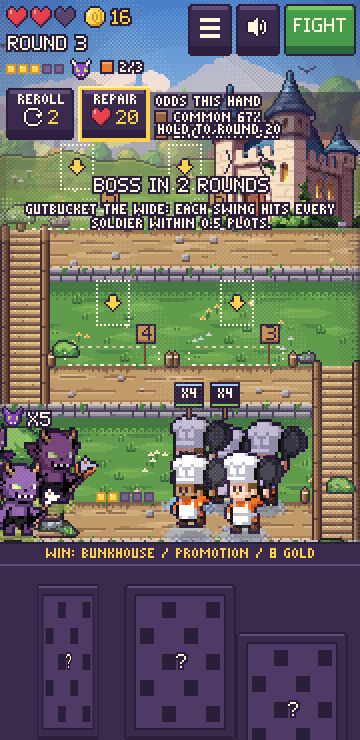 16
FIGHT
ROUND 3
2/3
REROLL
2
REPAIR
20
ODDS THIS HAND
COMMON 67%
HOLD TO ROUND 20
BOSS IN 2 ROUNDS
GUTBUCKET THE WIDE: EACH SWING HITS EVERY
SOLDIER WITHIN 0.5 PLOTS.
4
3
X4
X4
X5
WIN: BUNKHOUSE / PROMOTION / 8 GOLD
?
?
?